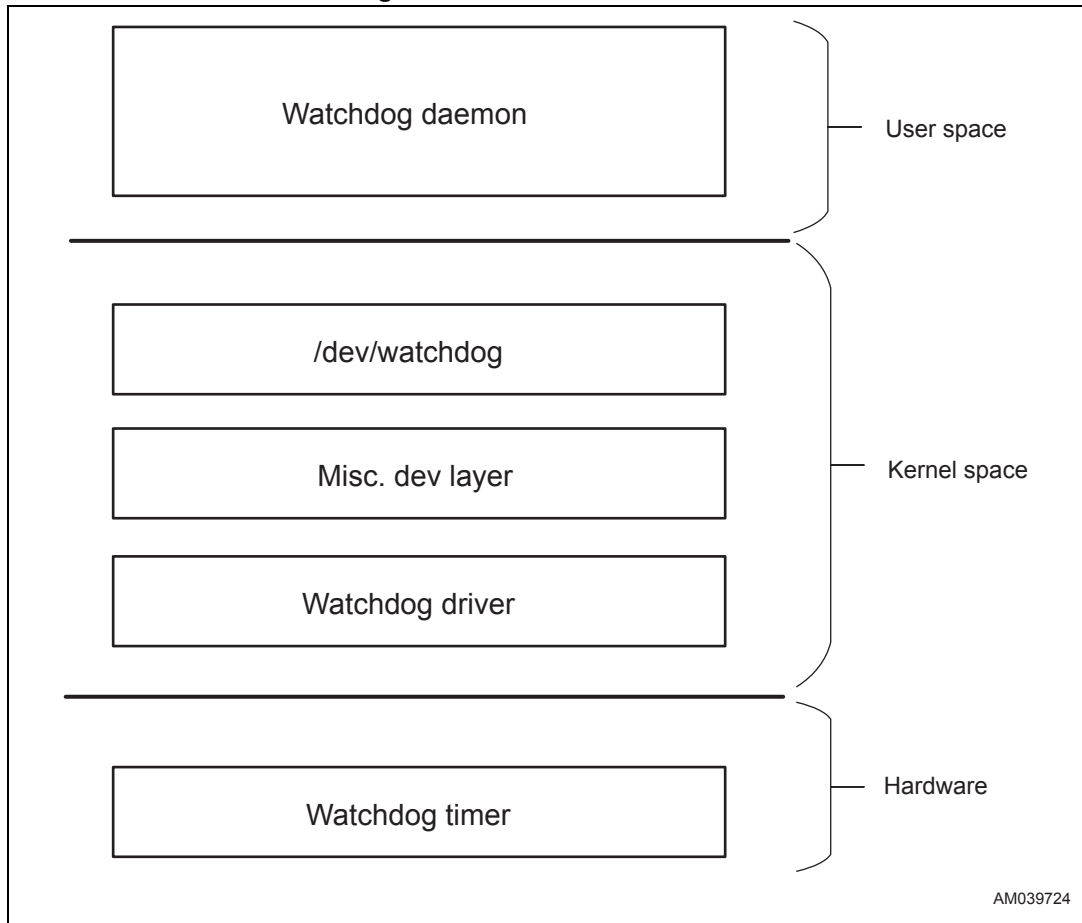 Watchdog daemon
User space
/dev/watchdog
Misc. dev layer
Kernel space
Watchdog driver
Watchdog timer
Hardware
AM039724